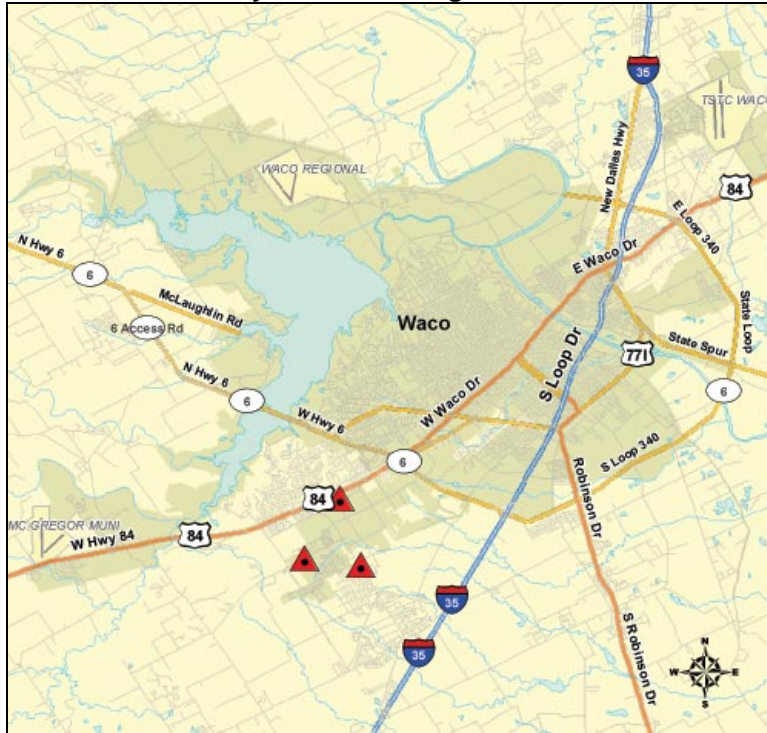 35
TSTC WACO
WACO REGIONAL
New Dallas Hwy
84
E Loop 340
N Hwy 6
E Waco Dr
6
McLaughlin Rd
State Loop
6 Access Rd
6
Waco
S Loop Dr
State Spur
771
N Hwy 6
W Waco Dr
6
6
W Hwy 6
6
S Loop 340
Robinson Dr
84
MC GREGOR MUNI
W Hwy 84
84
35
35
S Robinson Dr
N
W
E
S